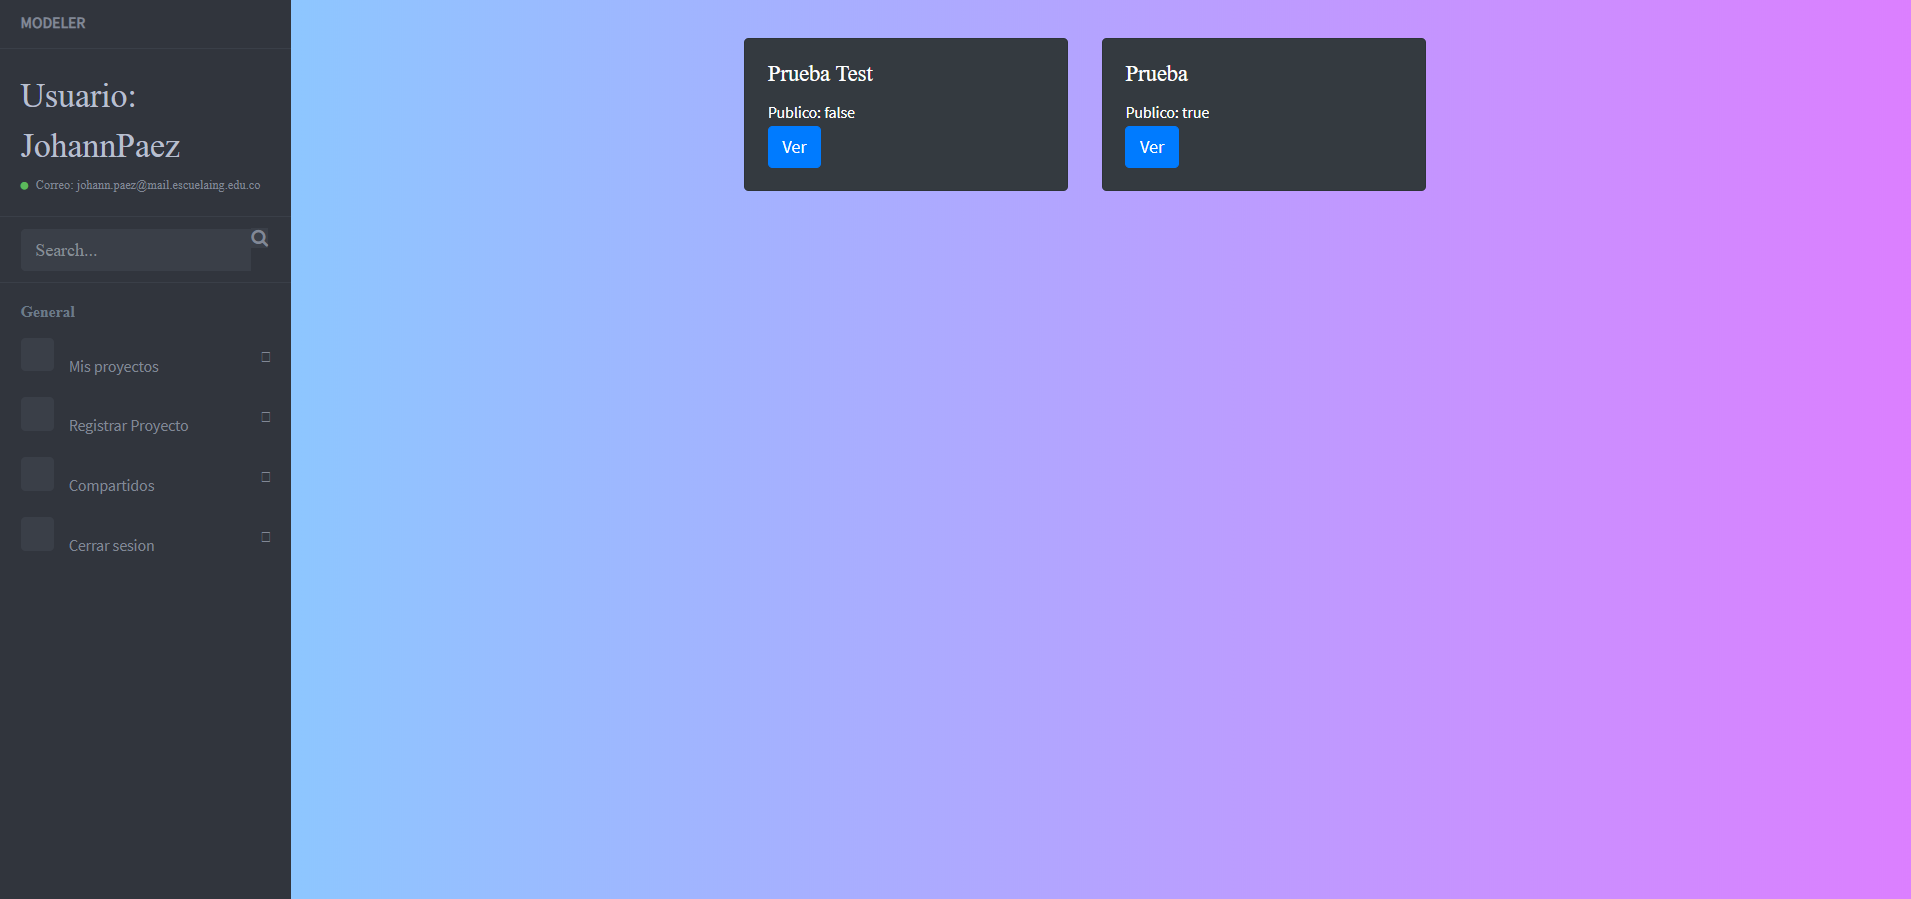 MODELER
Usuario:
JohannPaez
Correo: johann.paez@mail.escuelaing.edu.co
Search...
General
Mis proyectos
Registrar Proyecto
Compartidos
Cerrar sesion
Prueba Test
Publico: false
Ver
Prueba
Publico: true
Ver